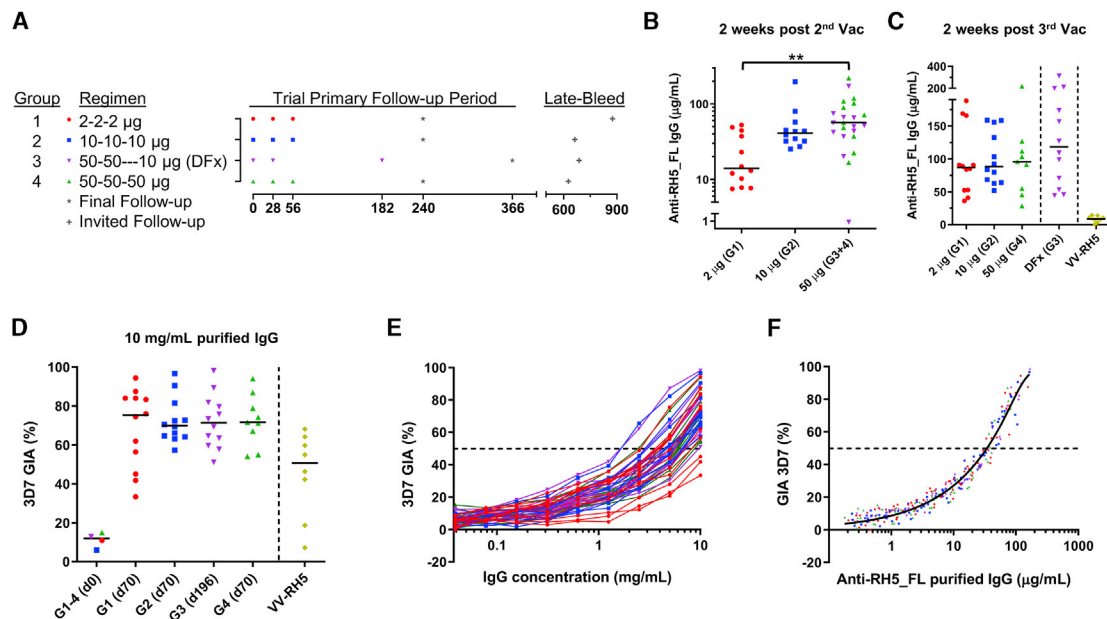 A
Group Regimen Trial Primary Follow-up Period Late-Bleed
1 2-2-2 µg
2 10-10-10 µg
3 50-50---10 µg (DFx)
4 50-50-50 µg
* Final Follow-up
+ Invited Follow-up
0 28 56 182 240 366 600 900
B
2 weeks post 2nd Vac
**
Anti-RH5_FL IgG (µg/mL)
100
10
1
2 µg (G1)
10 µg (G2)
50 µg (G3+4)
C
2 weeks post 3rd Vac
Anti-RH5_FL IgG (µg/mL)
400
200
150
100
50
0
2 µg (G1)
10 µg (G2)
50 µg (G4)
DFx (G3)
VV-RH5
D
10 mg/mL purified IgG
3D7 GIA (%)
100
80
60
40
20
0
G1-4 (d0)
G1 (d70)
G2 (d70)
G3 (d196)
G4 (d70)
VV-RH5
E
3D7 GIA (%)
100
80
60
40
20
0
-20
0.1 1 10
IgG concentration (mg/mL)
F
GIA 3D7 (%)
100
80
60
40
20
0
-20
1 10 100 1000
Anti-RH5_FL purified IgG (µg/mL)